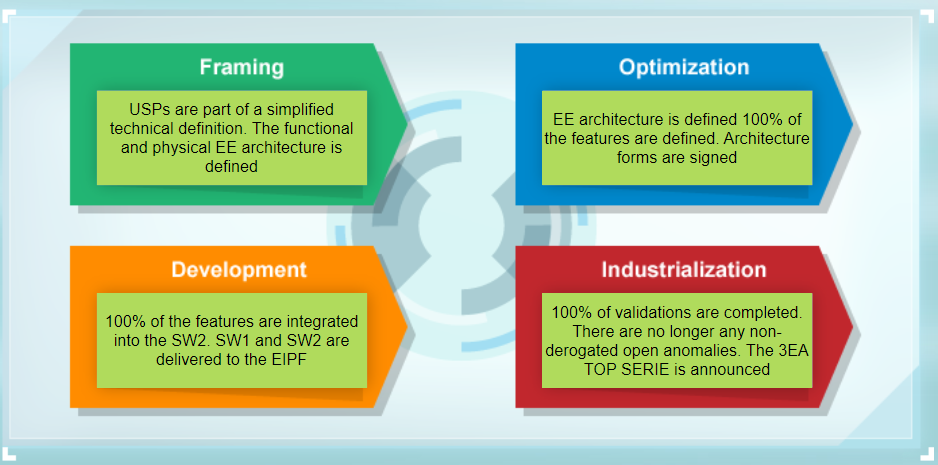 Framing
USPs are part of a simplified
technical definition. The functional
and physical EE architecture is
defined
Optimization
EE architecture is defined 100% of
the features are defined. Architecture
forms are signed
Development
100% of the features are integrated
into the SW2. SW1 and SW2 are
delivered to the EIPF
Industrialization
100% of validations are completed.
There are no longer any non-
derogated open anomalies. The 3EA
TOP SERIE is announced